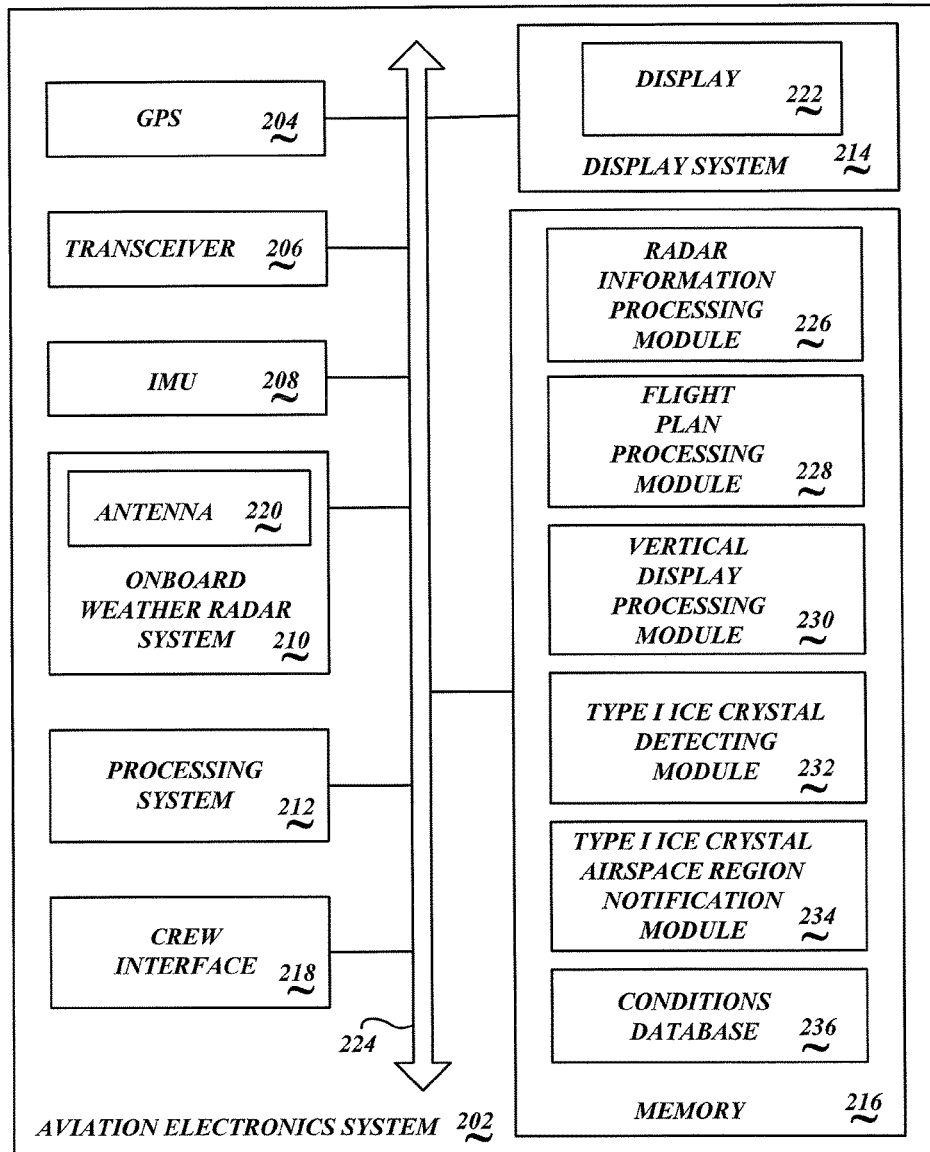 GPS 204
TRANSCEIVER 206
IMU 208
ANTENNA 220
ONBOARD
WEATHER RADAR
SYSTEM 210
PROCESSING
SYSTEM 212
CREW
INTERFACE 218
224
AVIATION ELECTRONICS SYSTEM 202
DISPLAY
222
DISPLAY SYSTEM 214
RADAR
INFORMATION
PROCESSING
MODULE 226
FLIGHT
PLAN
PROCESSING
MODULE 228
VERTICAL
DISPLAY
PROCESSING
MODULE 230
TYPE I ICE CRYSTAL
DETECTING
MODULE 232
TYPE I ICE CRYSTAL
AIRSPACE REGION
NOTIFICATION
MODULE 234
CONDITIONS
DATABASE 236
MEMORY 216